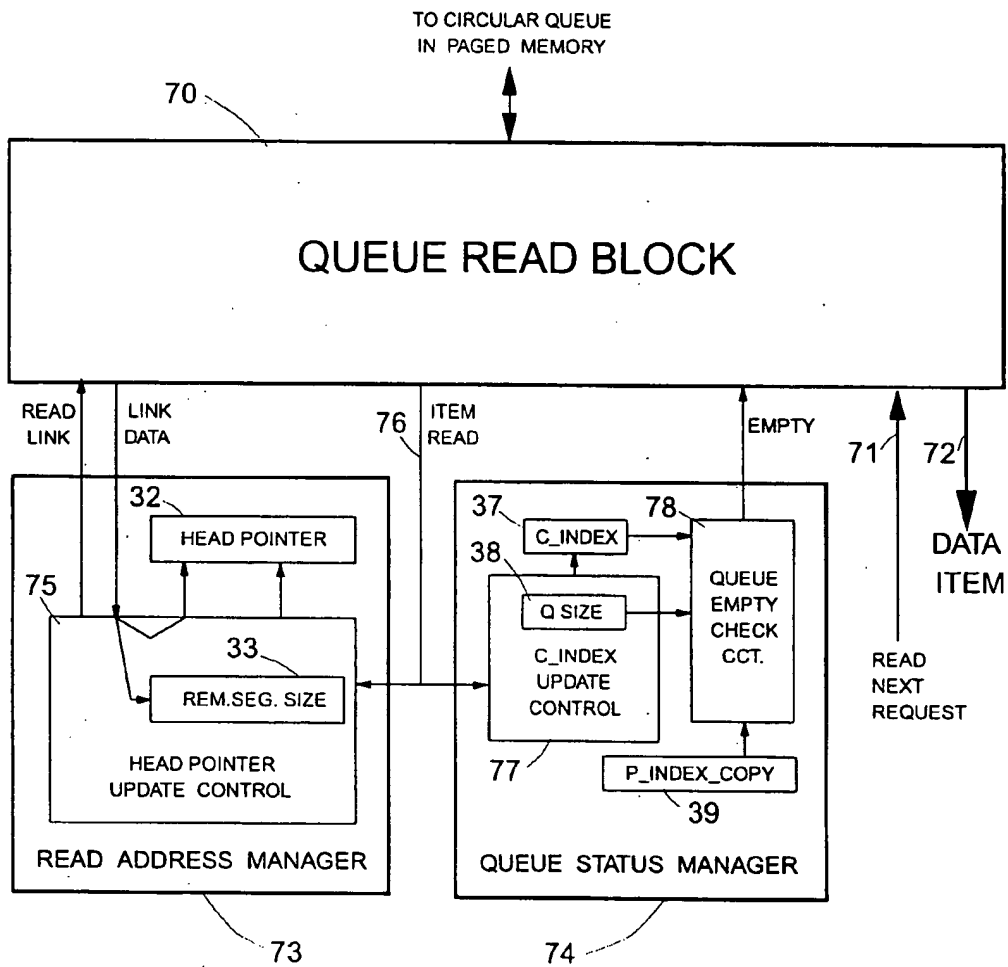 TO CIRCULAR QUEUE
IN PAGED MEMORY
70
QUEUE READ BLOCK
READ
LINK
LINK
DATA
76
ITEM
READ
EMPTY
71
72
32
HEAD POINTER
75
33
REM.SEG. SIZE
HEAD POINTER
UPDATE CONTROL
READ ADDRESS MANAGER
73
37
C_INDEX
38
Q SIZE
C_INDEX
UPDATE
CONTROL
77
78
QUEUE
EMPTY
CHECK
CCT.
P_INDEX_COPY
39
QUEUE STATUS MANAGER
74
DATA
ITEM
READ
NEXT
REQUEST